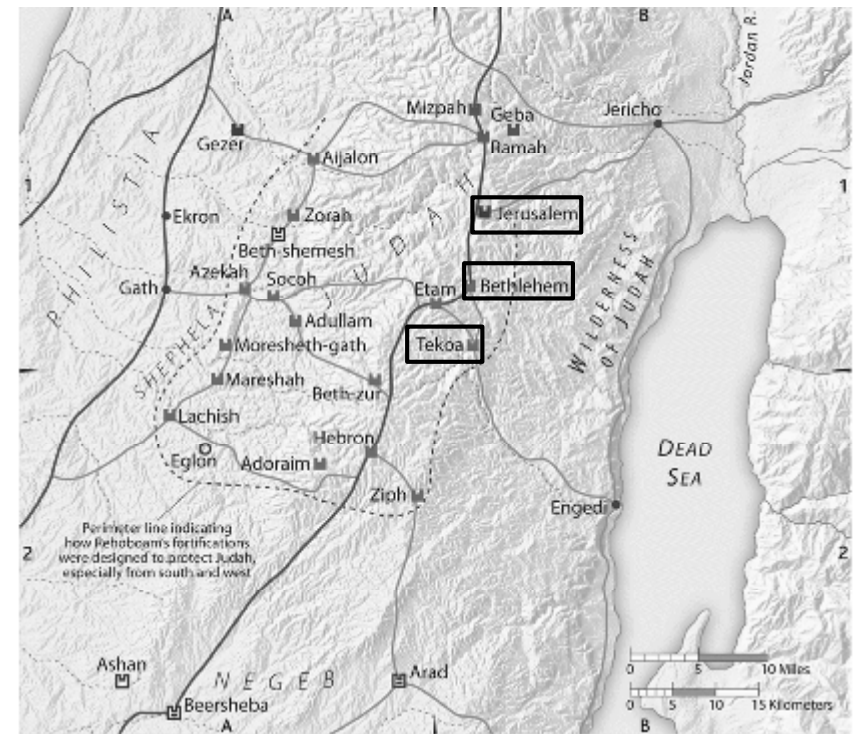 A
B
Jordan R.
Mizpah
Geba
Jericho
Gezer
Ramah
Aijalon
PHILISTIA
JUDAH
1
1
Ekron
Zorah
Jerusalem
Beth-shemesh
WILDERNESS
OF JUDAH
Azekah
Socoh
Etam
Bethlehem
Gath
Adullam
SHEPHELA
Moresheth-gath
Tekoa
Mareshah
Beth-zur
Lachish
Hebron
DEAD
SEA
Eglon
Adoraim
Ziph
Engedi
Perimeter line indicating
how Rehoboam's fortifications
were designed to protect Judah,
especially from south and west
2
2
Ashan
NEGEB
Arad
0 5 10 Miles
Beersheba
0 5 10 15 Kilometers
A
B